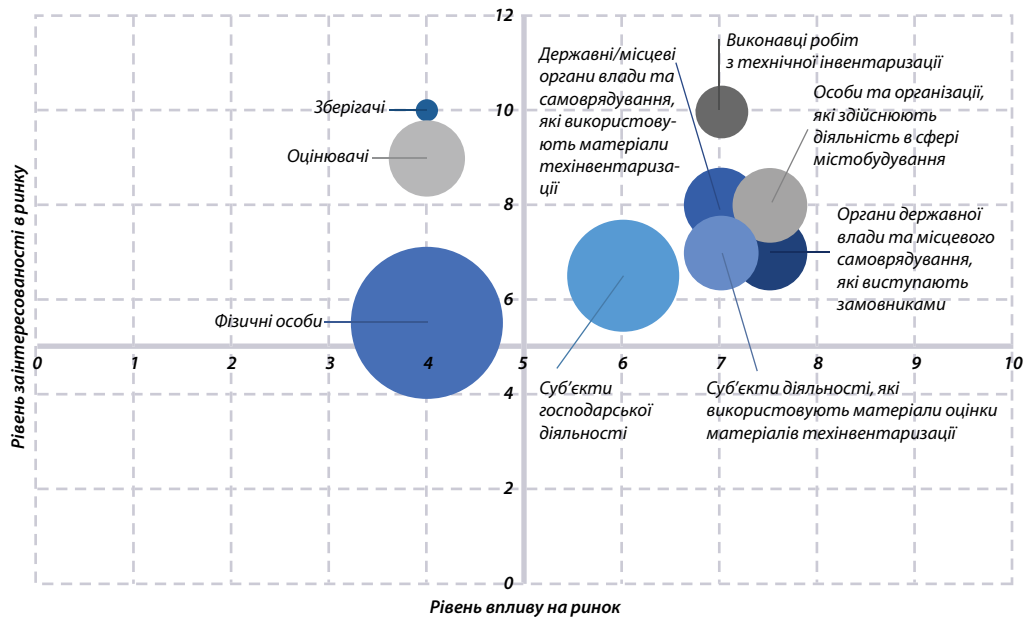 12
Виконавці робіт
з технічної інвентаризації
Державні/місцеві
органи влади та
самоврядування,
які використову-
ють матеріали
техінвентариза-
ції
Зберігачі
10
Особи та організації,
які здійснюють
діяльність в сфері
містобудування
Оцінювачі
8
Органи державної
влади та місцевого
самоврядування,
які виступають
замовниками
6
Фізичні особи
0 1 2 3 4 5 6 7 8 9 10
4
Суб’єкти
господарської
діяльності
Суб’єкти діяльності, які
використовують матеріали оцінки
матеріалів техінвентаризації
2
0
Рівень заінтересованості в ринку
Рівень впливу на ринок